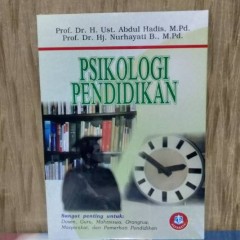 Prof. Dr. H. Ust. Abdul Hadis, M.Pd.
Prof. Dr. Hj. Nurhayati B., M.Pd.
PSIKOLOGI
PENDIDIKAN
Sangat penting untuk:
Dosen, Guru, Mahasiswa, Orangtua,
Masyarakat, dan Pemerhati Pendidikan